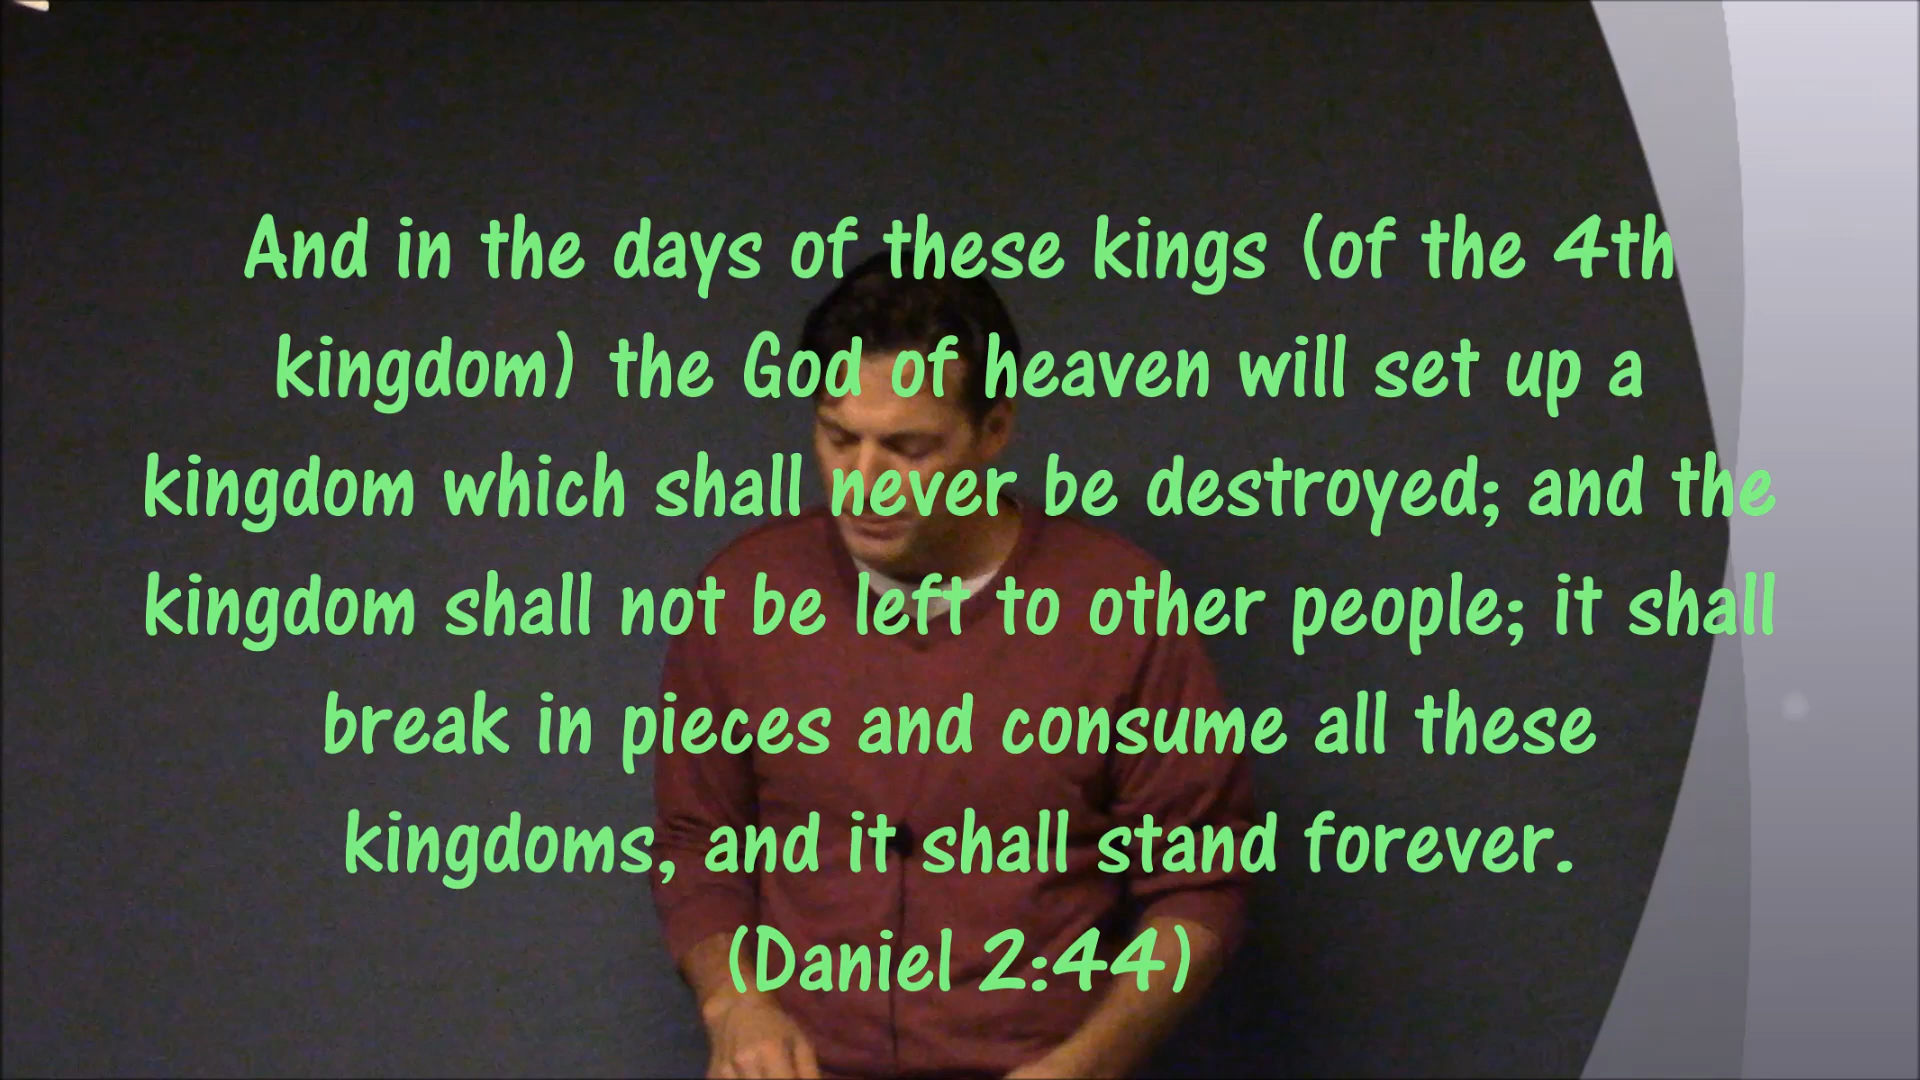 And in the days of these kings (of the 4th
kingdom) the God of heaven will set up a
kingdom which shall never be destroyed; and the
kingdom shall not be left to other people; it shall
break in pieces and consume all these
kingdoms, and it shall stand forever.
(Daniel 2:44)